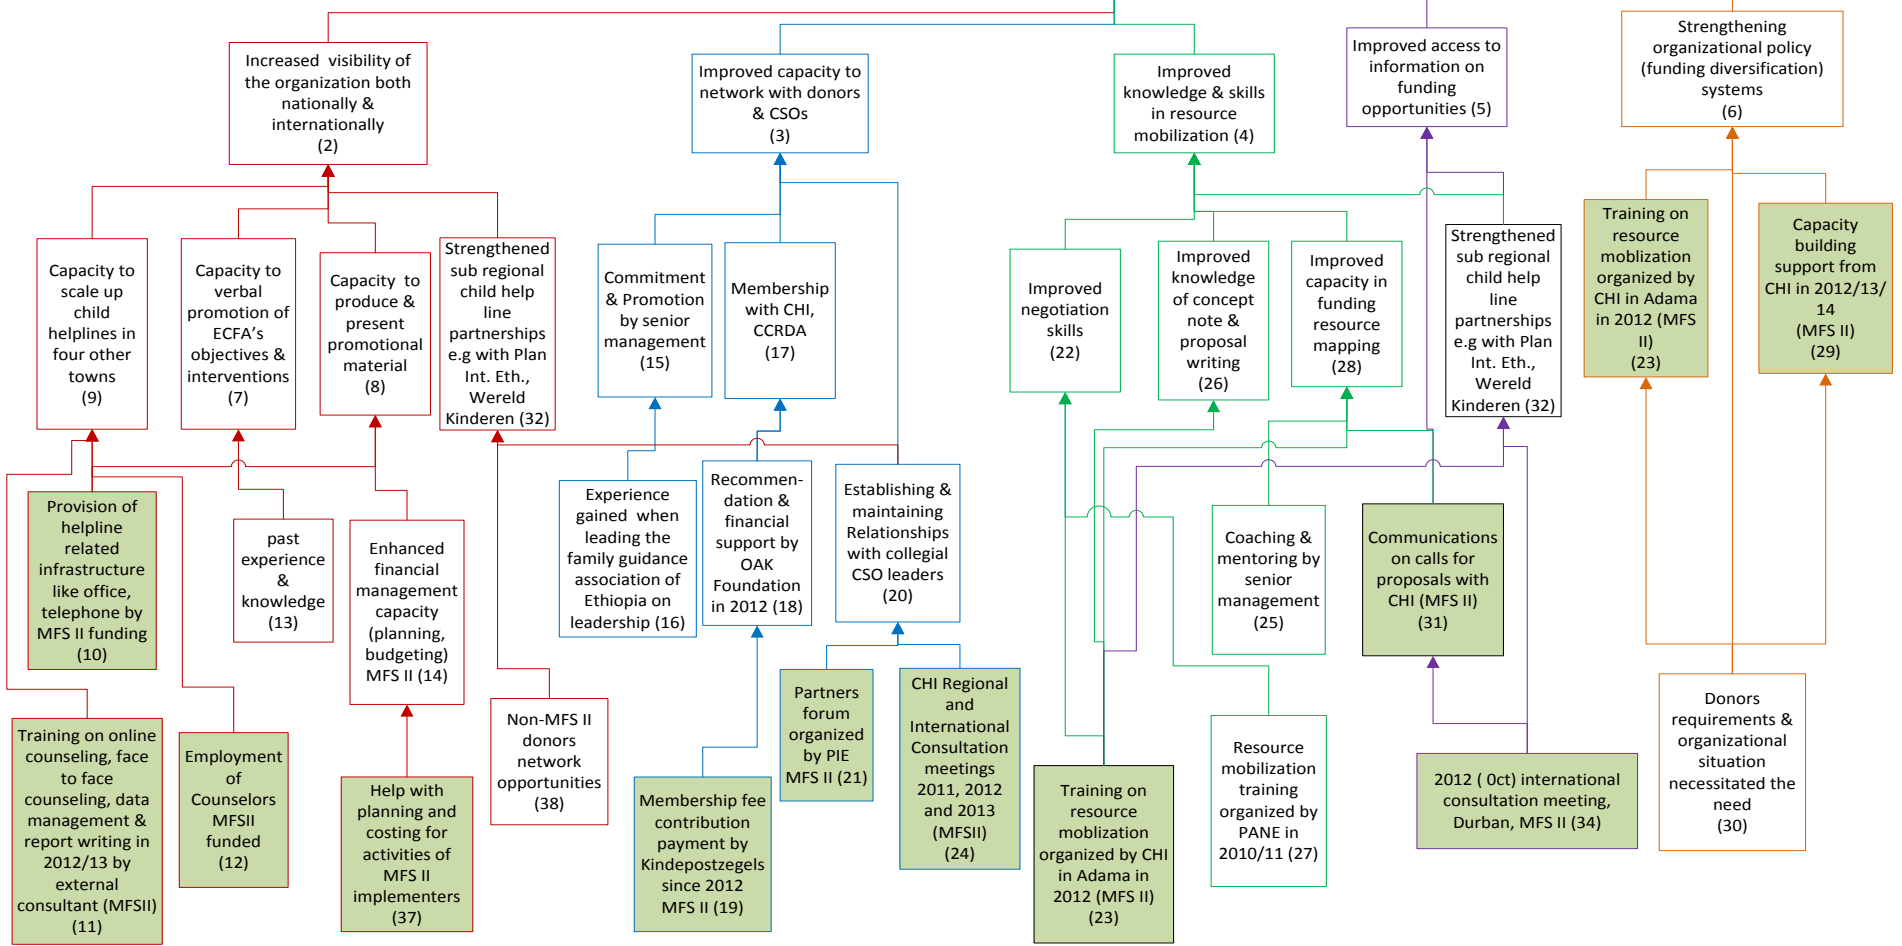 Increased visibility of
the organization both
nationally &
internationally
(2)
Improved capacity to
network with donors
& CSOs
(3)
Improved
knowledge & skills
in resource
mobilization (4)
Improved access to
information on
funding
opportunities (5)
Strengthening
organizational policy
(funding diversification)
systems
(6)
Capacity to
scale up
child
helplines in
four other
towns
(9)
Capacity to
verbal
promotion of
ECFA's
objectives &
interventions
(7)
Capacity to
produce &
present
promotional
material
(8)
Strengthened
sub regional
child help
line
partnerships
e.g with Plan
Int. Eth.,
Wereld
Kinderen (32)
Commitment
& Promotion
by senior
management
(15)
Membership
with CHI,
CCRDA
(17)
Improved
negotiation
skills
(22)
Improved
knowledge
of concept
note &
proposal
writing
(26)
Improved
capacity in
funding
resource
mapping
(28)
Strengthened
sub regional
child help
line
partnerships
e.g with Plan
Int. Eth.,
Wereld
Kinderen (32)
Training on
resource
moblization
organized by
CHI in Adama
in 2012 (MFS
II)
(23)
Capacity
building
support from
CHI in 2012/13/
14
(MFS II)
(29)
Provision of
helpline
related
infrastructure
like office,
telephone by
MFS II funding
(10)
past
experience
&
knowledge
(13)
Enhanced
financial
management
capacity
(planning,
budgeting)
MFS II (14)
Experience
gained when
leading the
family guidance
association of
Ethiopia on
leadership (16)
Recommen-
dation &
financial
support by
OAK
Foundation
in 2012 (18)
Establishing &
maintaining
Relationships
with collegial
CSO leaders
(20)
Coaching &
mentoring by
senior
management
(25)
Communications
on calls for
proposals with
CHI (MFS II)
(31)
Training on online
counseling, face
to face
counseling, data
management &
report writing in
2012/13 by
external
consultant (MFSII)
(11)
Employment
of
Counselors
MFSII
funded
(12)
Help with
planning and
costing for
activities of
MFS II
implementers
(37)
Non-MFS II
donors
network
opportunities
(38)
Membership fee
contribution
payment by
Kindepostzegels
since 2012
MFS II (19)
Partners
forum
organized
by PIE
MFS II (21)
CHI Regional
and
International
Consultation
meetings
2011, 2012
and 2013
(MFSII)
(24)
Training on
resource
moblization
organized by CHI
in Adama in
2012 (MFS II)
(23)
Resource
mobilization
training
organized by
PANE in
2010/11 (27)
2012 ( 0ct) international
consultation meeting,
Durban, MFS II (34)
Donors
requirements &
organizational
situation
necessitated the
need
(30)